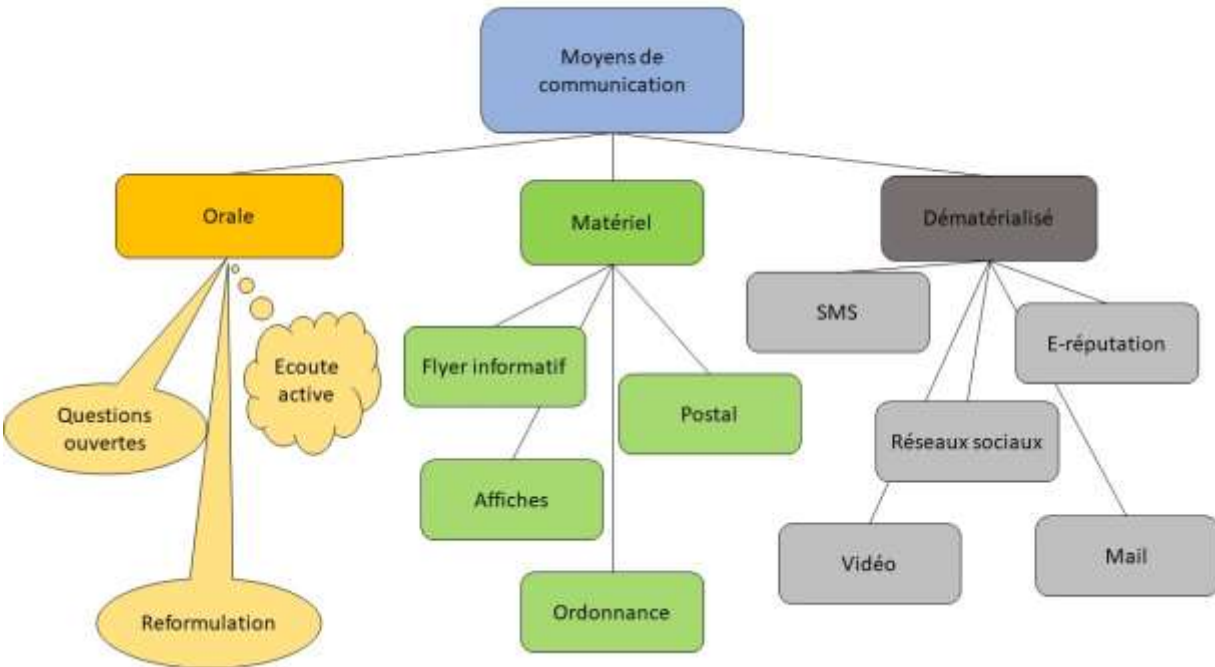 Moyens de
communication
Orale
Matériel
Dématérialisé
SMS
E-réputation
Flyer informatif
Ecoute
active
Postal
Questions
ouvertes
Réseaux sociaux
Affiches
Vidéo
Mail
Ordonnance
Reformulation